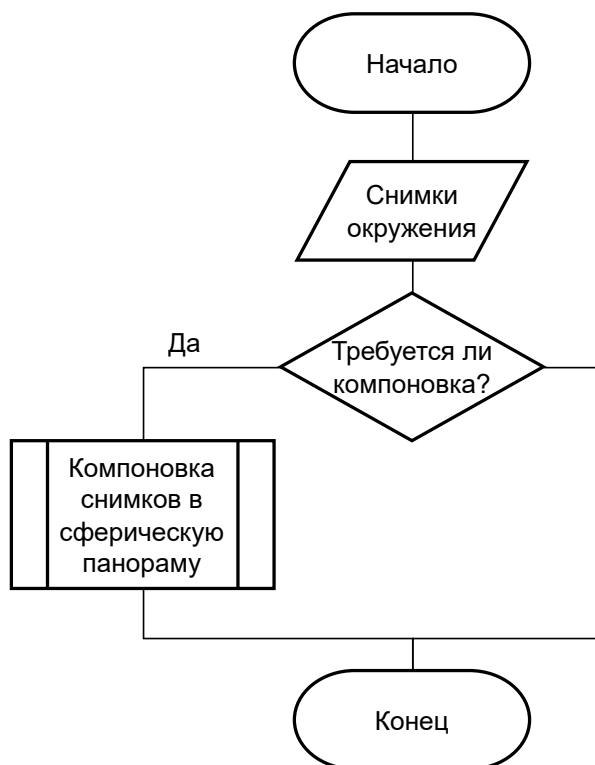 Начало
Снимки
окружения
Требуется ли
компоновка?
Да
Компоновка
снимков в
сферическую
панораму
Конец